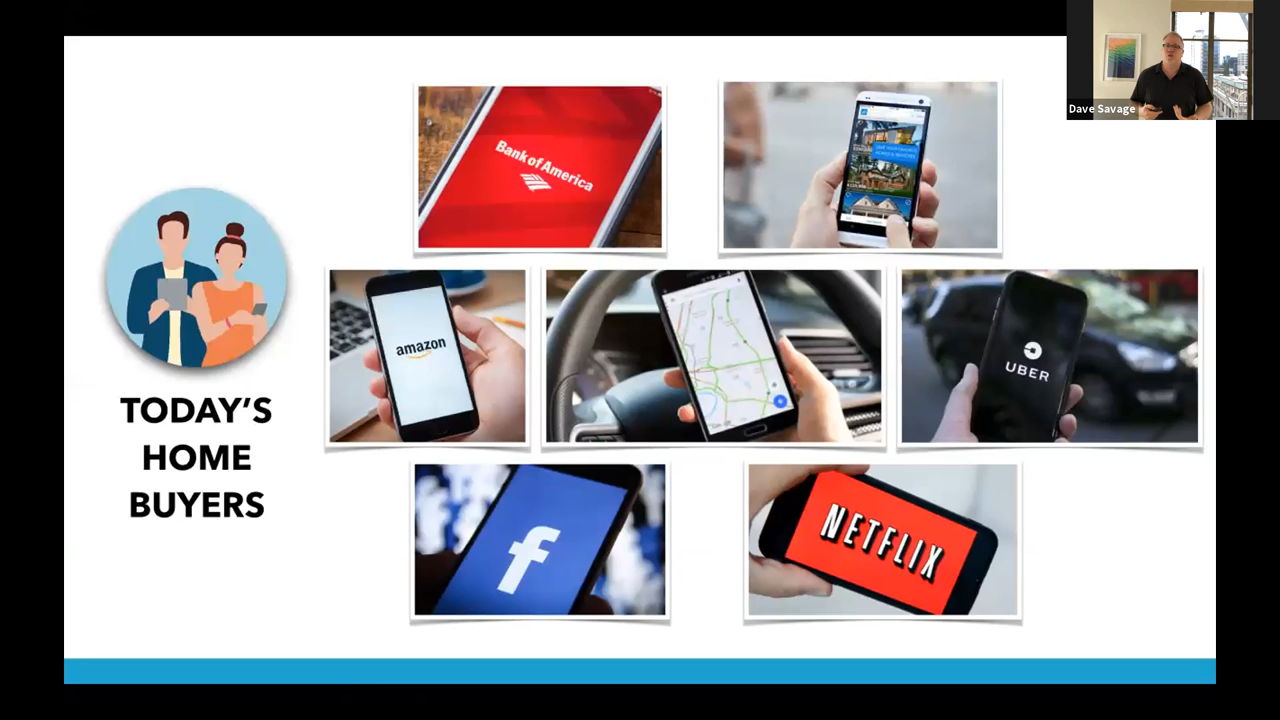 Dave Savage
Bank of America
amazon
UBER
TODAY'S
HOME
BUYERS
f
NETFLIX